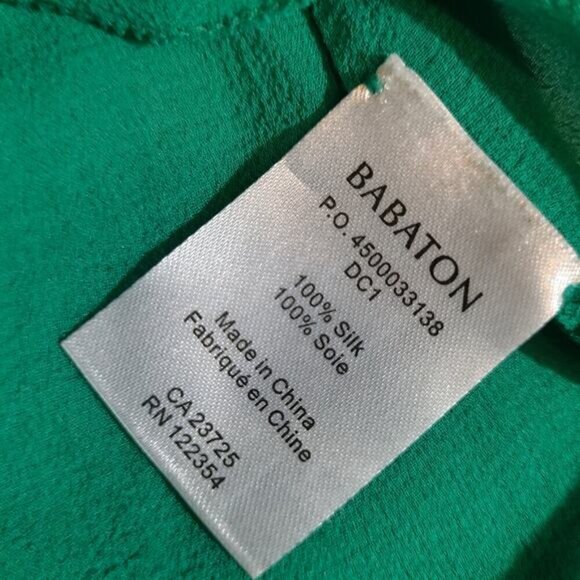 BABATON
P.O. 4500033138
DC1
100% Silk
100% Soie
Made in China
Fabriqué en Chine
CA 23725
RN 122354